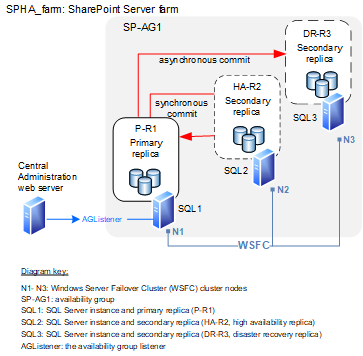 SPHA_farm: SharePoint Server farm
SP-AG1
DR-R3
Secondary
replica
asynchronous commit
HA-R2
Secondary
replica
synchronous
commit
P-R1
Primary
replica
SQL3
N3
SQL2
N2
Central
Administration
web server
AGListener
SQL1
N1
WSFC
Diagram key:
N1- N3: Windows Server Failover Cluster (WSFC) cluster nodes
SP-AG1: availability group
SQL1: SQL Server instance and primary replica (P-R1)
SQL2: SQL Server instance and secondary replica (HA-R2, high availability replica)
SQL3: SQL Server instance and secondary replica (DR-R3, disaster recovery replica)
AGListener: the availability group listener